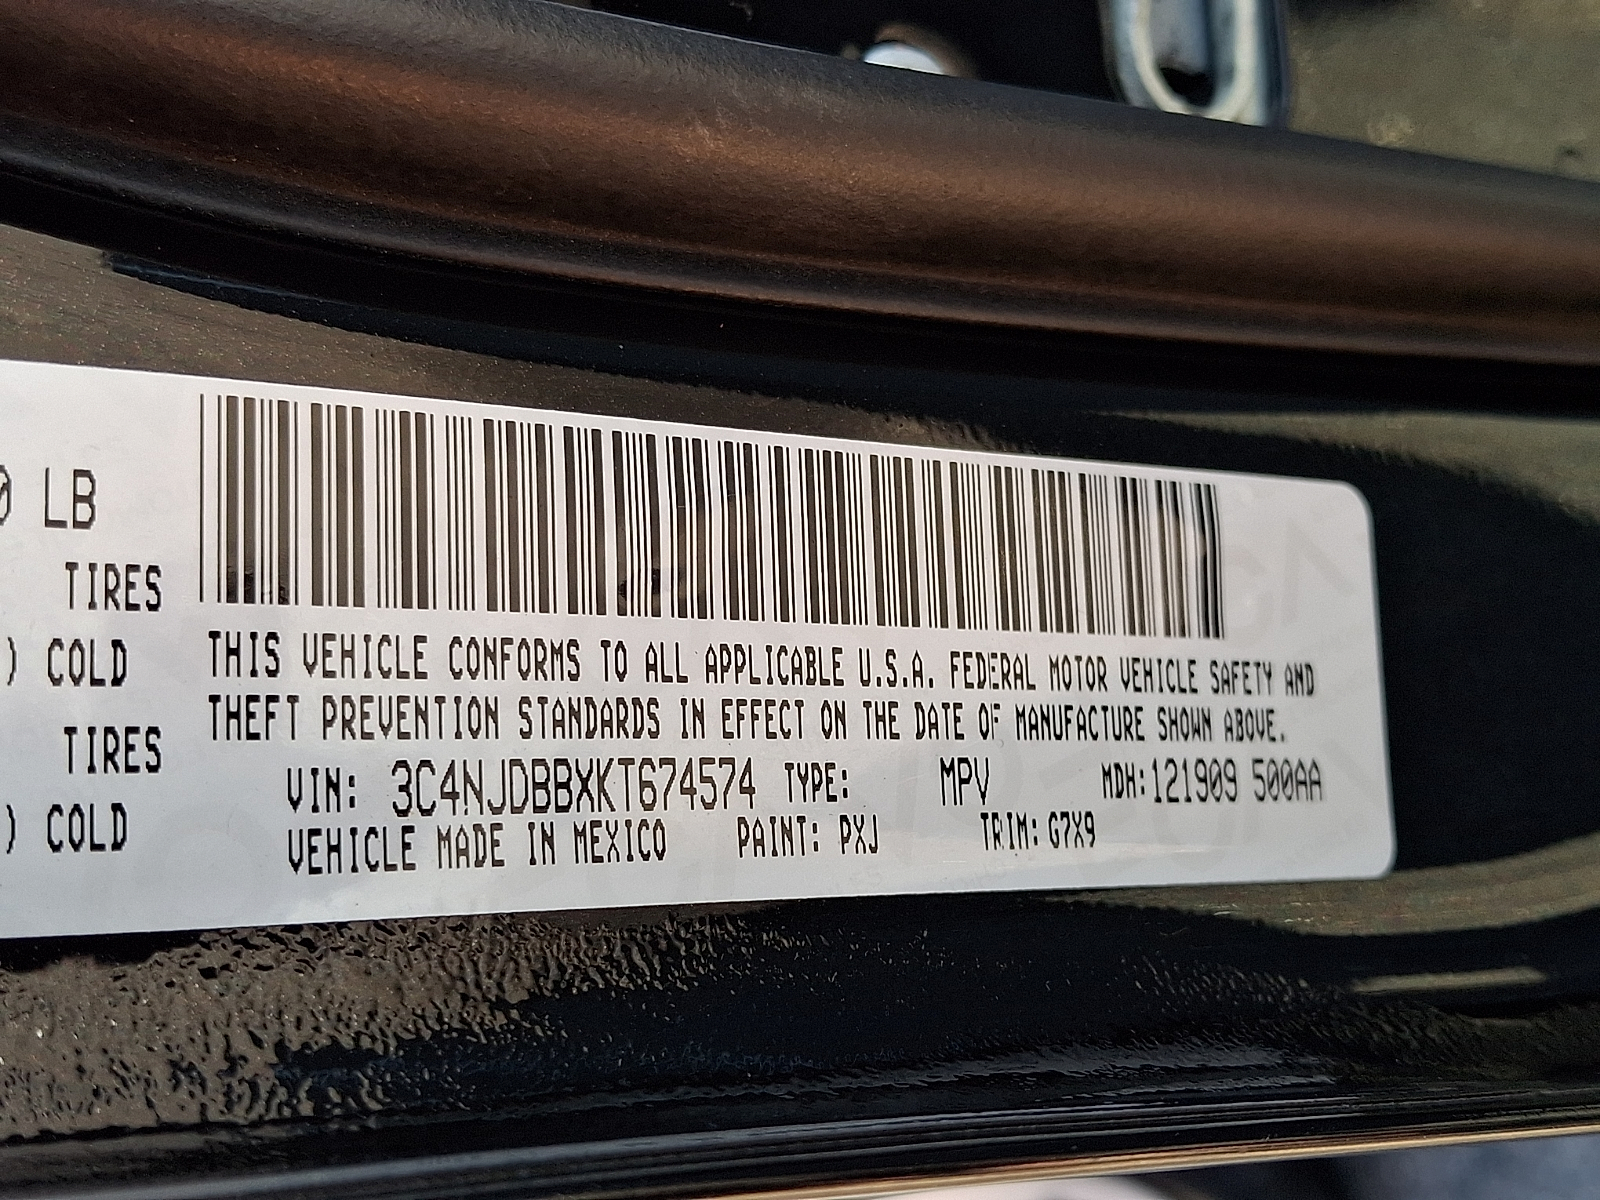 0 LB
TIRES
) COLD
TIRES
) COLD
THIS VEHICLE CONFORMS TO ALL APPLICABLE U.S.A. FEDERAL MOTOR VEHICLE SAFETY AND
THEFT PREVENTION STANDARDS IN EFFECT ON THE DATE OF MANUFACTURE SHOWN ABOVE.
VIN: 3C4NJDBBXKT674574 TYPE: MPV MDH:121909 500AA
VEHICLE MADE IN MEXICO PAINT: PXJ TRIM: G7X9